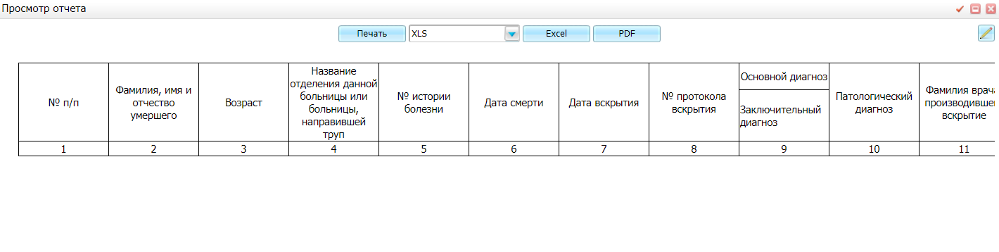 Просмотр отчета
Печать
XLS
Excel
PDF
№ п/п
Фамилия, имя и
отчество
умершего
Возраст
Название
отделения данной
больницы или
больницы,
направившей
труп
№ истории
болезни
Дата смерти
Дата вскрытия
№ протокола
вскрытия
Основной диагноз
Заключительный
диагноз
Патологический
диагноз
Фамилия врача
производивше
вскрытие
1
2
3
4
5
6
7
8
9
10
11